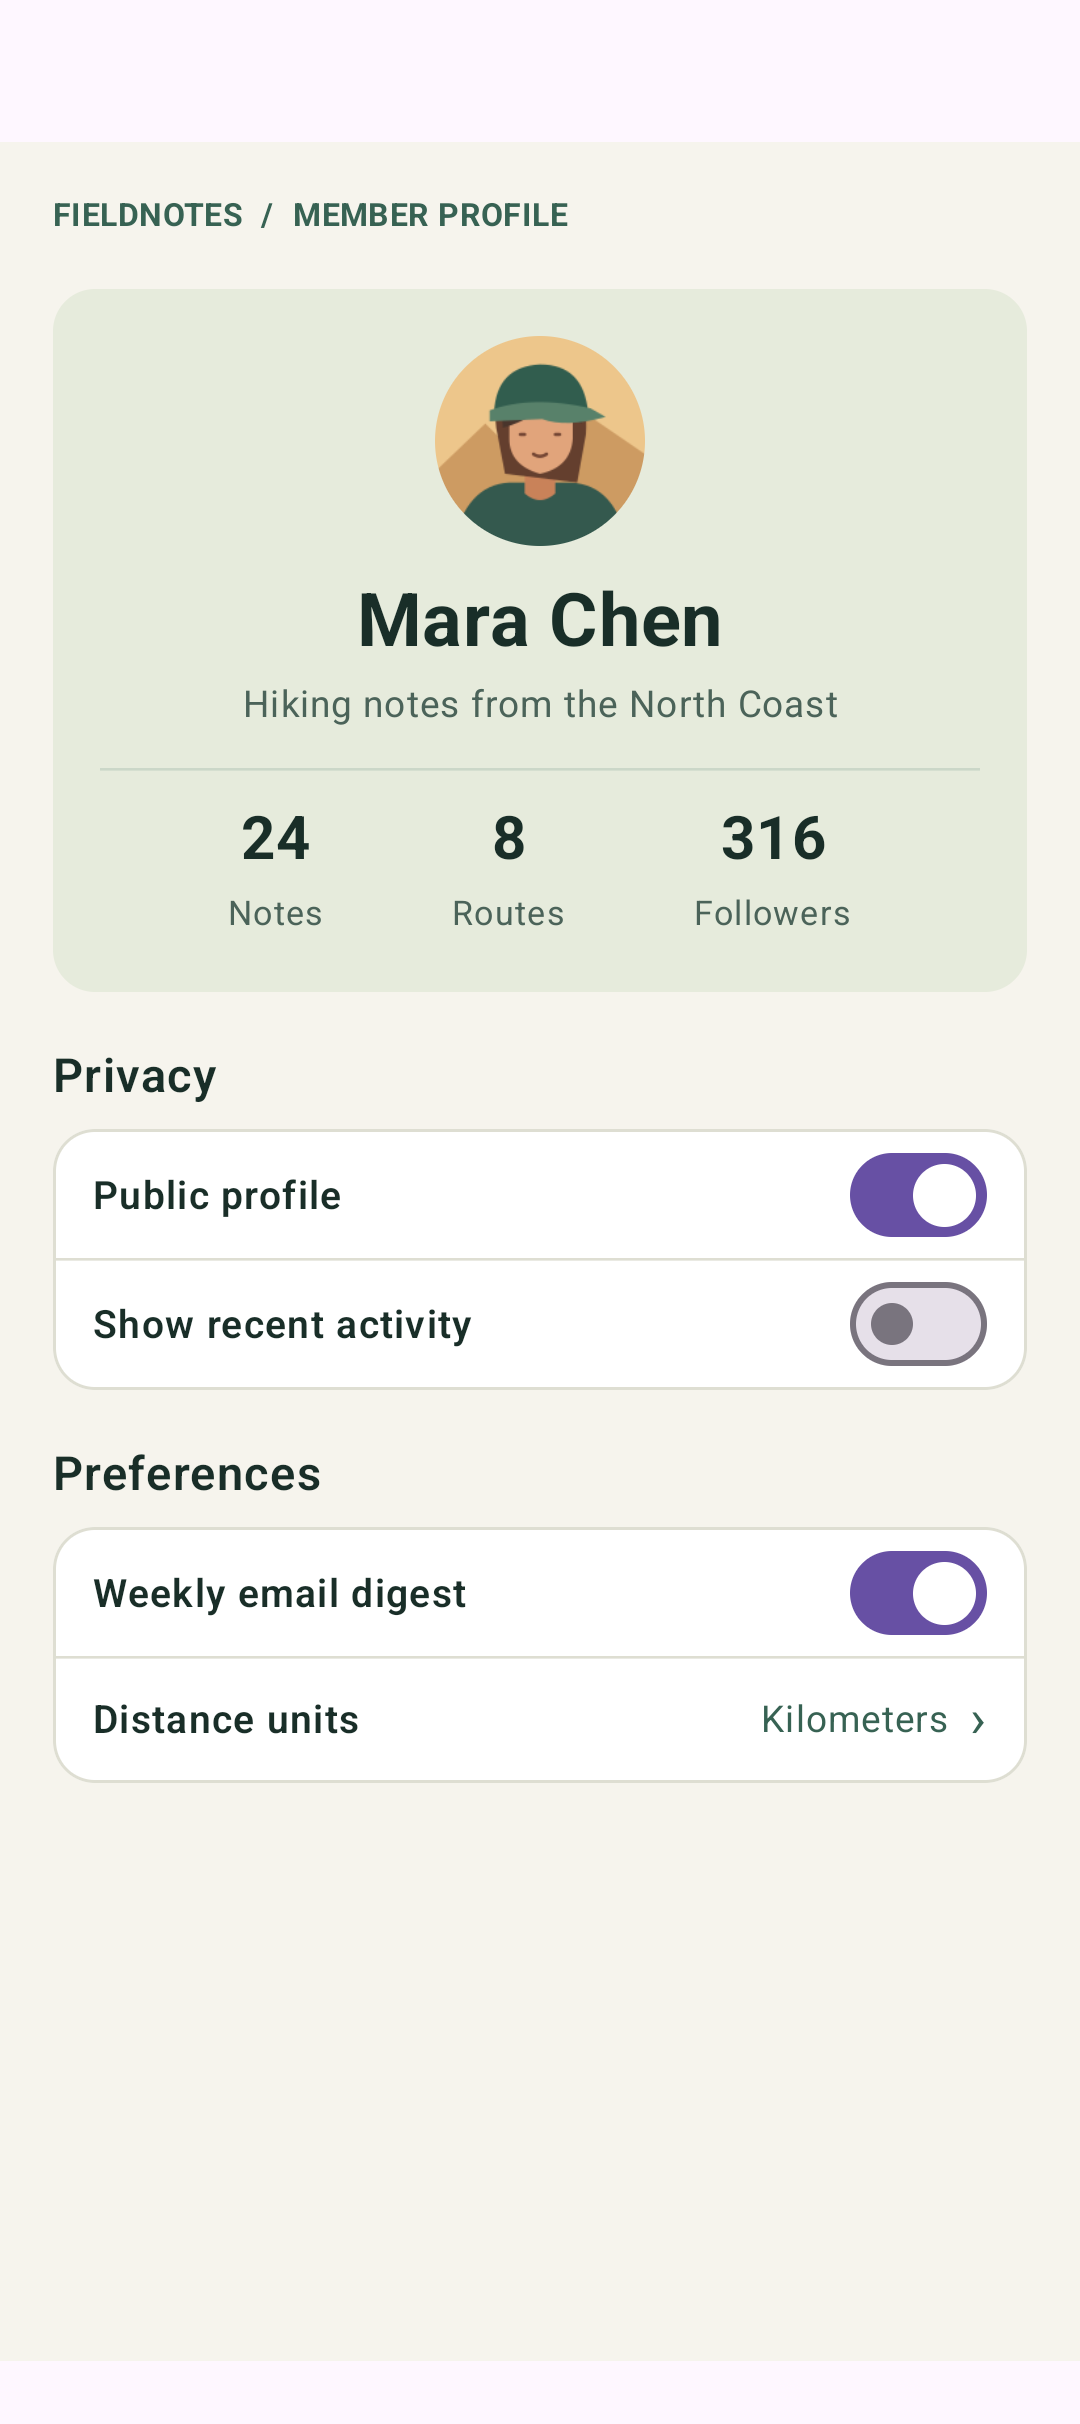 FIELDNOTES / MEMBER PROFILE
Mara Chen
Hiking notes from the North Coast
24 8 316
Notes Routes Followers
Privacy
Public profile
Show recent activity
Preferences
Weekly email digest
Distance units Kilometers ›